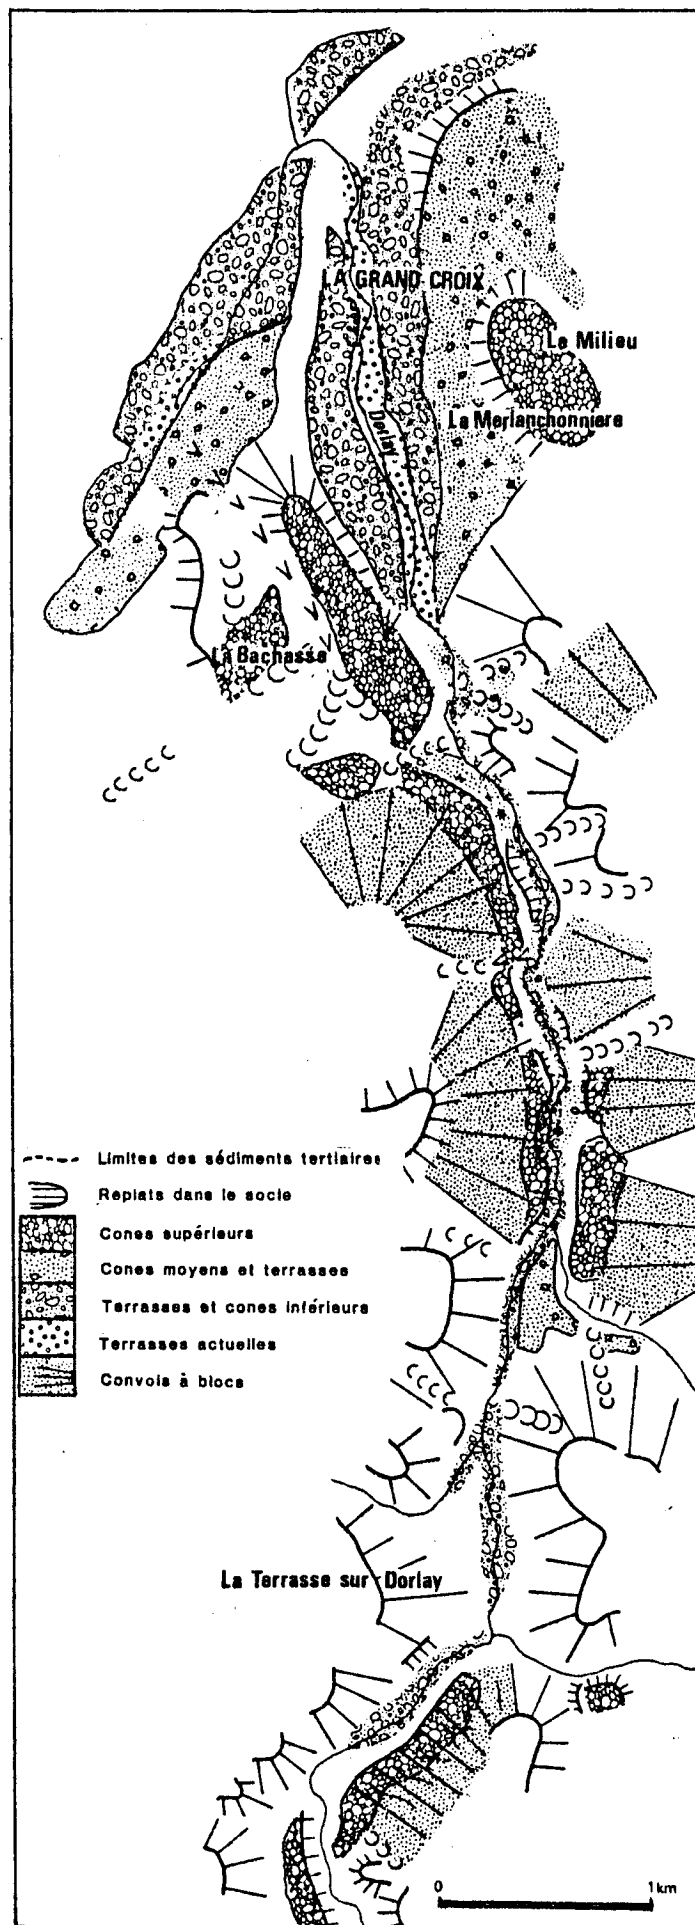 LA GRAND CROIX
Le Milieu
La Merlanchonniere
Dorlay
La Bachasse
Limites des sédiments tertiaires
Replats dans le socle
Cones supérieurs
Cones moyens et terrasses
Terrasses et cones inférieurs
Terrasses actuelles
Convois à blocs
La Terrasse sur Dorlay
0 1km